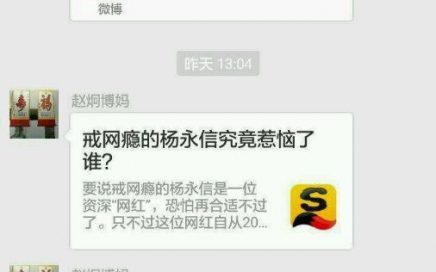 微博
昨天 13:04
赵炯博妈
戒网瘾的杨永信究竟惹恼了
谁?
要说戒网瘾的杨永信是一位
资深“网红”，恐怕再合适不过
了。只不过这位网红自从20...
S
赵炯博妈